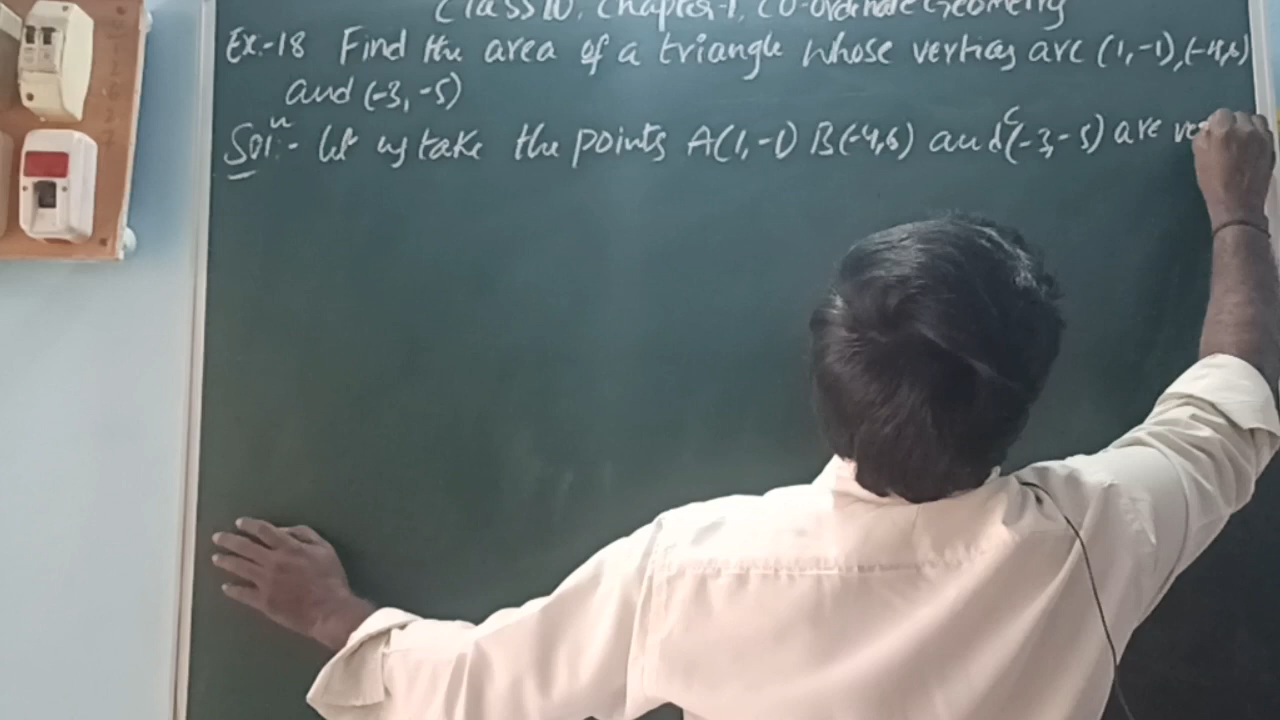 Class 10, Chapter-1, Co-ordinate Geometry
Ex.-18 Find the area of a triangle whose vertices are (1,-1),(-4,6)
and (-3, -5)
Solⁿ:- let us take the points A(1,-1) B(-4,6) and C(-3,-5) are ve